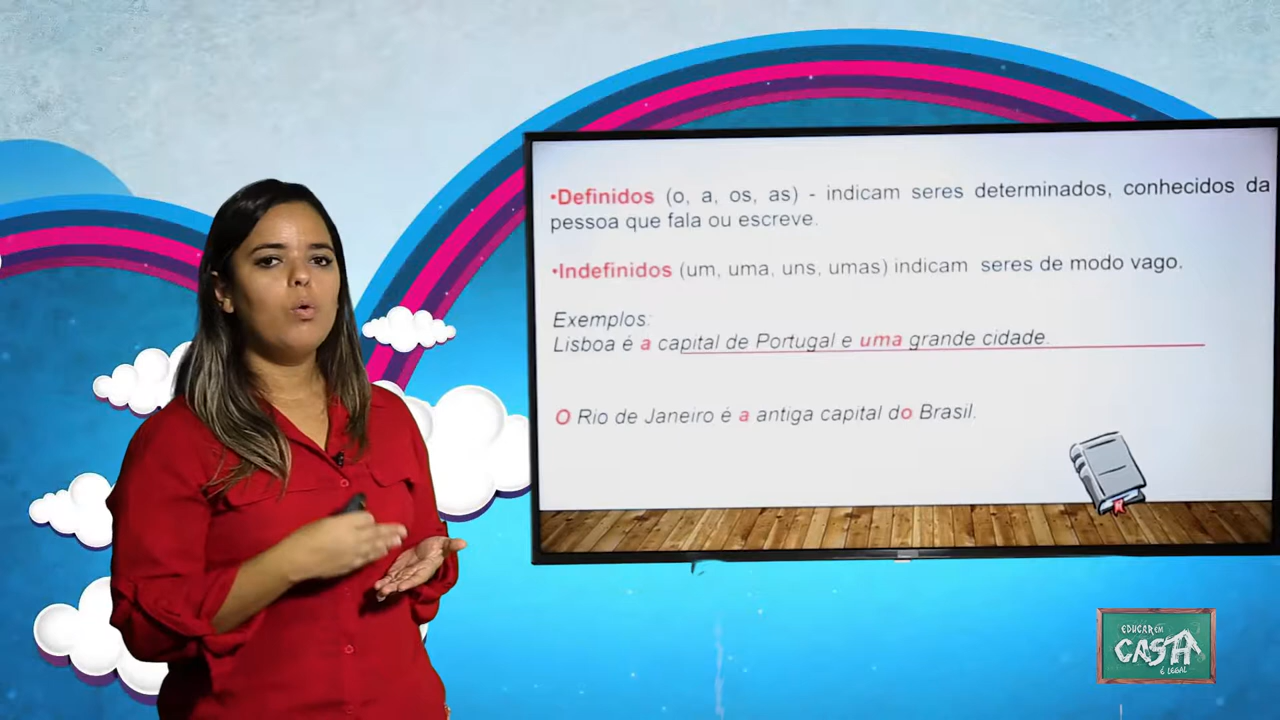 •Definidos (o, a, os, as) - indicam seres determinados, conhecidos da
pessoa que fala ou escreve.
•Indefinidos (um, uma, uns, umas) indicam seres de modo vago.
Exemplos:
Lisboa é a capital de Portugal e uma grande cidade.
O Rio de Janeiro é a antiga capital do Brasil.
EDUCAR EM
CASA
É LEGAL